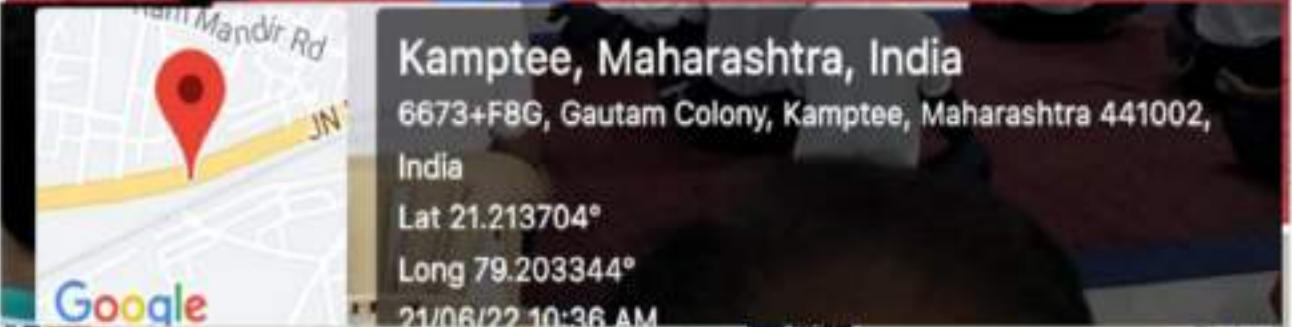 Mandir Rd
JN
Google
Kamptee, Maharashtra, India
6673+F8G, Gautam Colony, Kamptee, Maharashtra 441002,
India
Lat 21.213704°
Long 79.203344°
21/06/22 10:36 AM